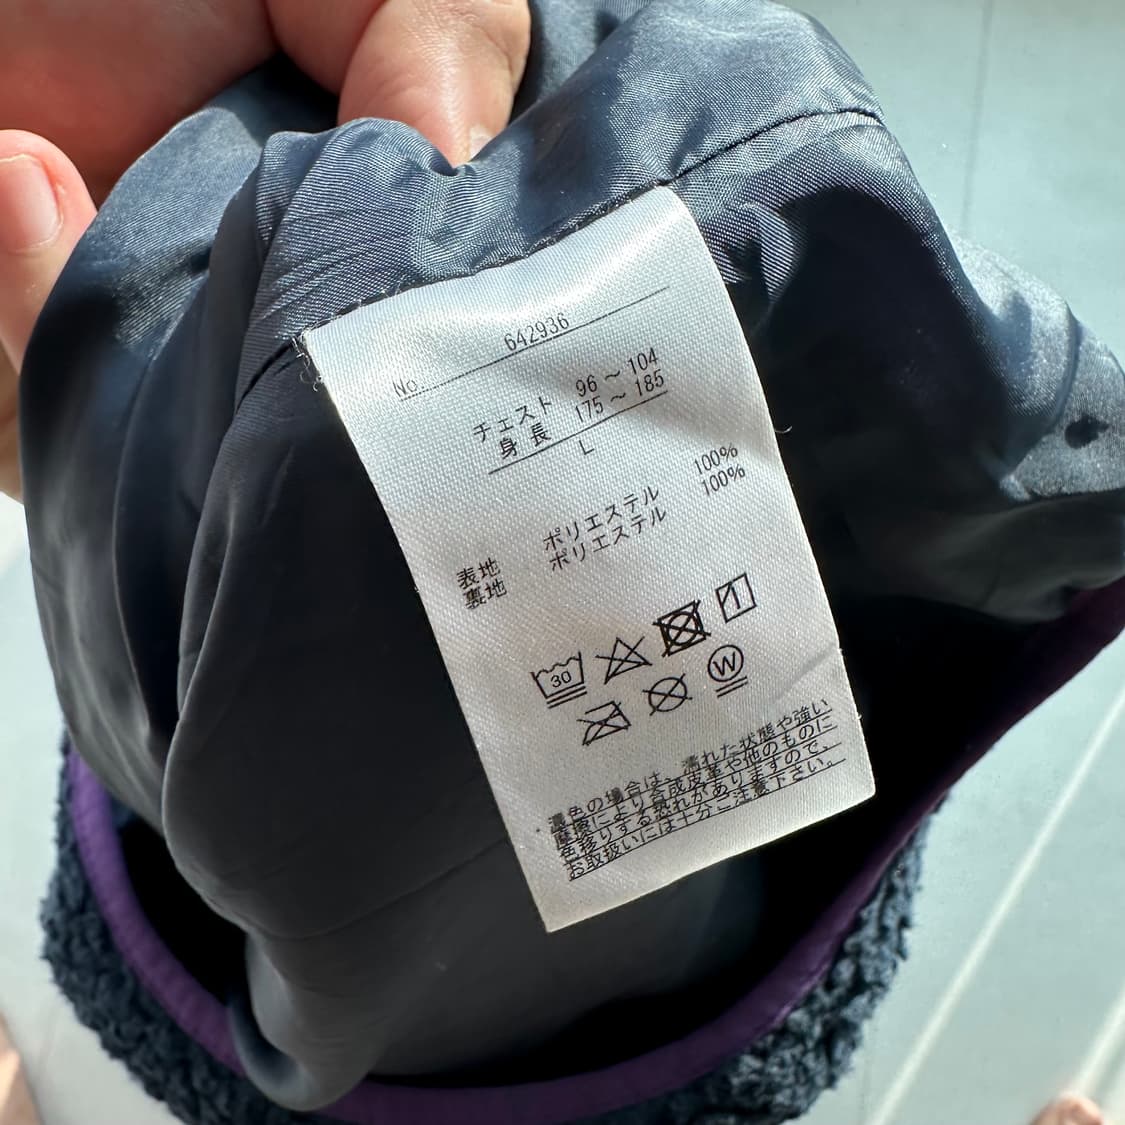 No. 642936
チェスト 96 ~ 104
身長 175 ~ 185
L
表地 ポリエステル 100%
裏地 ポリエステル 100%
30
1
W
濃色の場合は、濡れた状態や強い
摩擦により合成皮革や他のものに
色移りする恐れがありますので、
お取扱いには十分ご注意下さい。